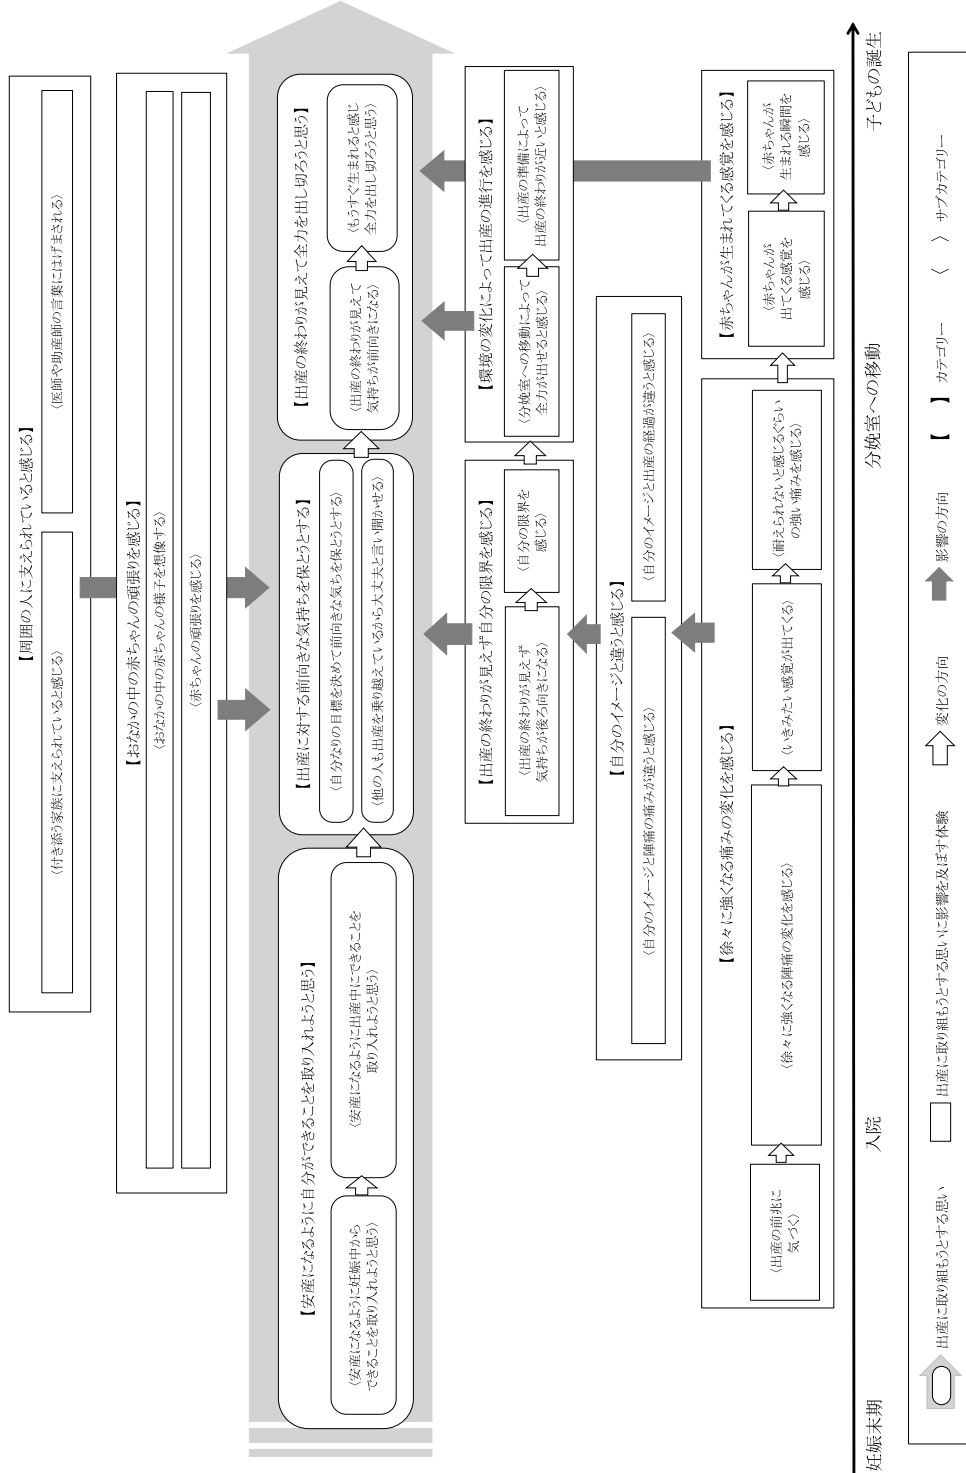 【周囲の人に支えられていると感じる】
〈付き添う家族に支えられていると感じる〉
〈医師や助産師の言葉にはげまされる〉
【おなかの中の赤ちゃんの頑張りを感じる】
〈おなかの中の赤ちゃんの様子を想像する〉
〈赤ちゃんの頑張りを感じる〉
【安産になるように自分ができることを取り入れようと思う】
〈安産になるように妊娠中から
できることを取り入れようと思う〉
〈安産になるように出産中にできることを
取り入れようと思う〉
【出産に対する前向きな気持ちを保とうとする】
〈自分なりの目標を決めて前向きな気ちを保とうとする〉
〈他の人も出産を乗り越えているから大丈夫と言い聞かせる〉
【出産の終わりが見えて全力を出し切ろうと思う】
〈出産の終わりが見えて
気持ちが前向きになる〉
〈もうすぐ生まれると感じ
全力を出し切ろうと思う〉
【出産の終わりが見えず自分の限界を感じる】
〈出産の終わりが見えず
気持ちが後ろ向きになる〉
〈自分の限界を
感じる〉
【環境の変化によって出産の進行を感じる】
〈分娩室への移動によって
全力が出せると感じる〉
〈出産の準備によって
出産の終わりが近いと感じる〉
【自分のイメージと違うと感じる】
〈自分のイメージと陣痛の痛みが違うと感じる〉
〈自分のイメージと出産の経過が違うと感じる〉
【徐々に強くなる痛みの変化を感じる】
〈出産の前兆に
気づく〉
〈徐々に強くなる陣痛の変化を感じる〉
〈いきみたい感覚が出てくる〉
〈耐えられないと感じるぐらい
の強い痛みを感じる〉
【赤ちゃんが生まれてくる感覚を感じる】
〈赤ちゃんが
出てくる感覚を
感じる〉
〈赤ちゃんが
生まれる瞬間を
感じる〉
妊娠末期
入院
分娩室への移動
子どもの誕生
出産に取り組もうとする思い
出産に取り組もうとする思いに影響を及ぼす体験
変化の方向
影響の方向
【 】 カテゴリー
〈 〉 サブカテゴリー